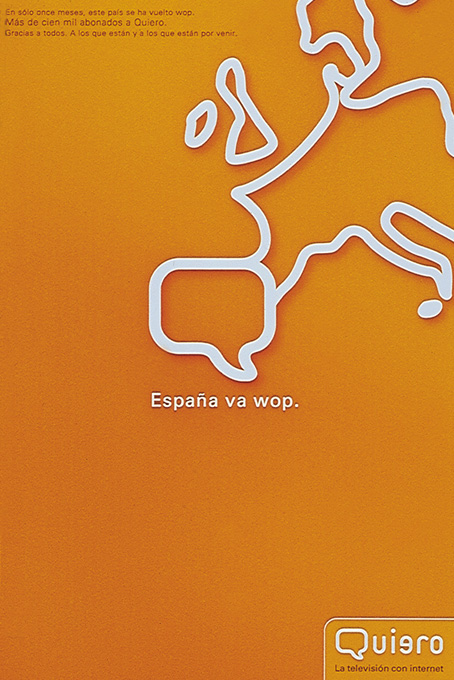 En sólo once meses, este país se ha vuelto wop.
Más de cien mil abonados a Quiero.
Gracias a todos. A los que están y a los que están por venir.
España va wop.
Quiero
La televisión con internet